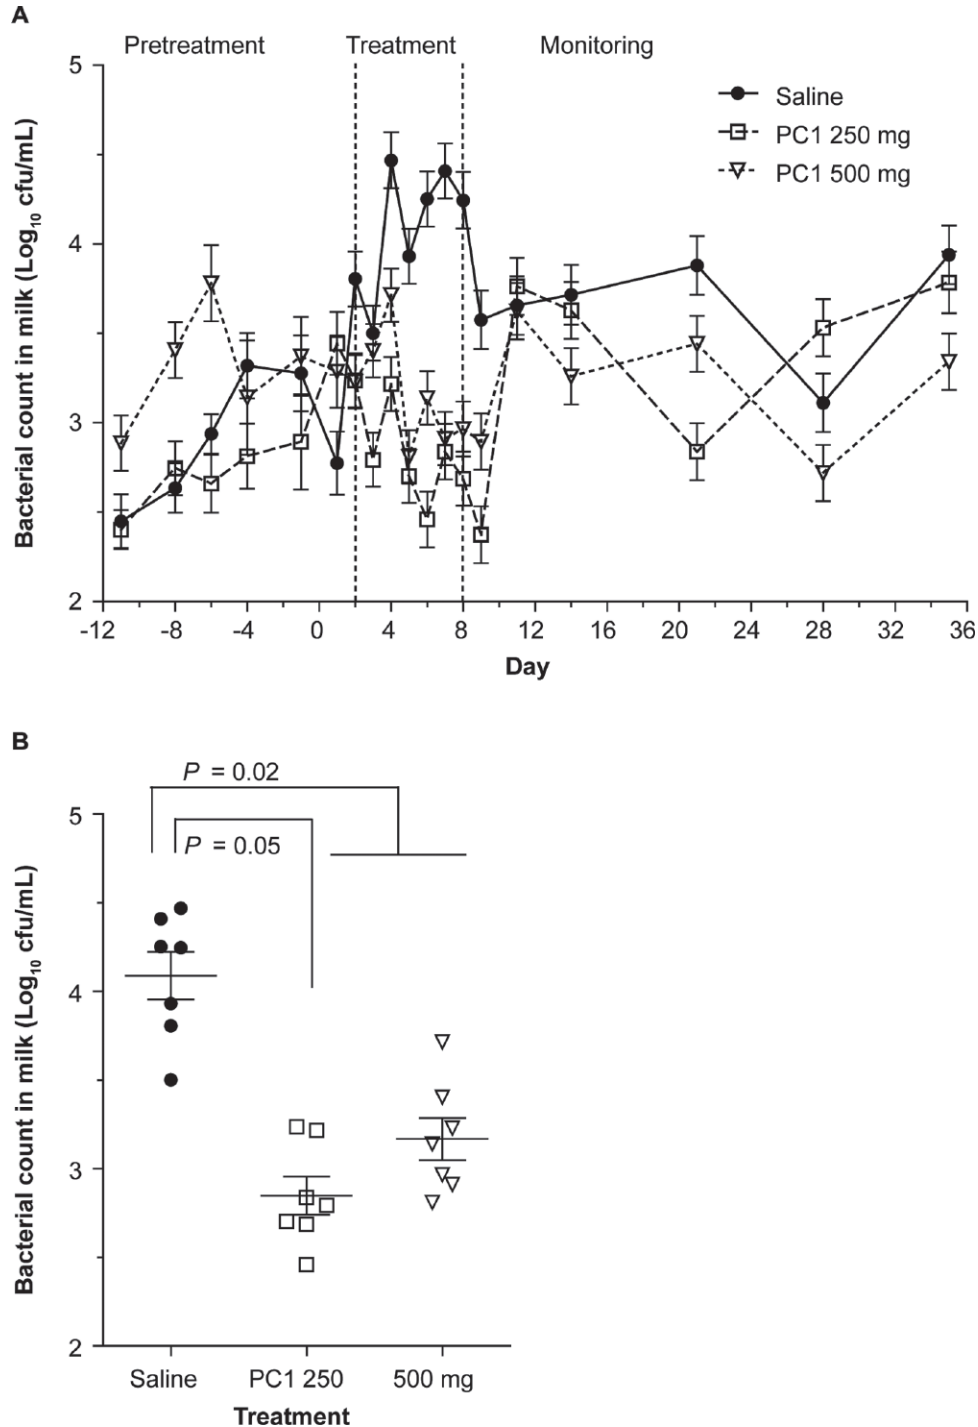 A
Pretreatment Treatment Monitoring
Saline
PC1 250 mg
PC1 500 mg
Bacterial count in milk (Log₁₀ cfu/mL)
5
4
3
2
-12 -8 -4 0 4 8 12 16 20 24 28 32 36
Day
B
P = 0.02
P = 0.05
Bacterial count in milk (Log₁₀ cfu/mL)
5
4
3
2
Saline PC1 250 500 mg
Treatment